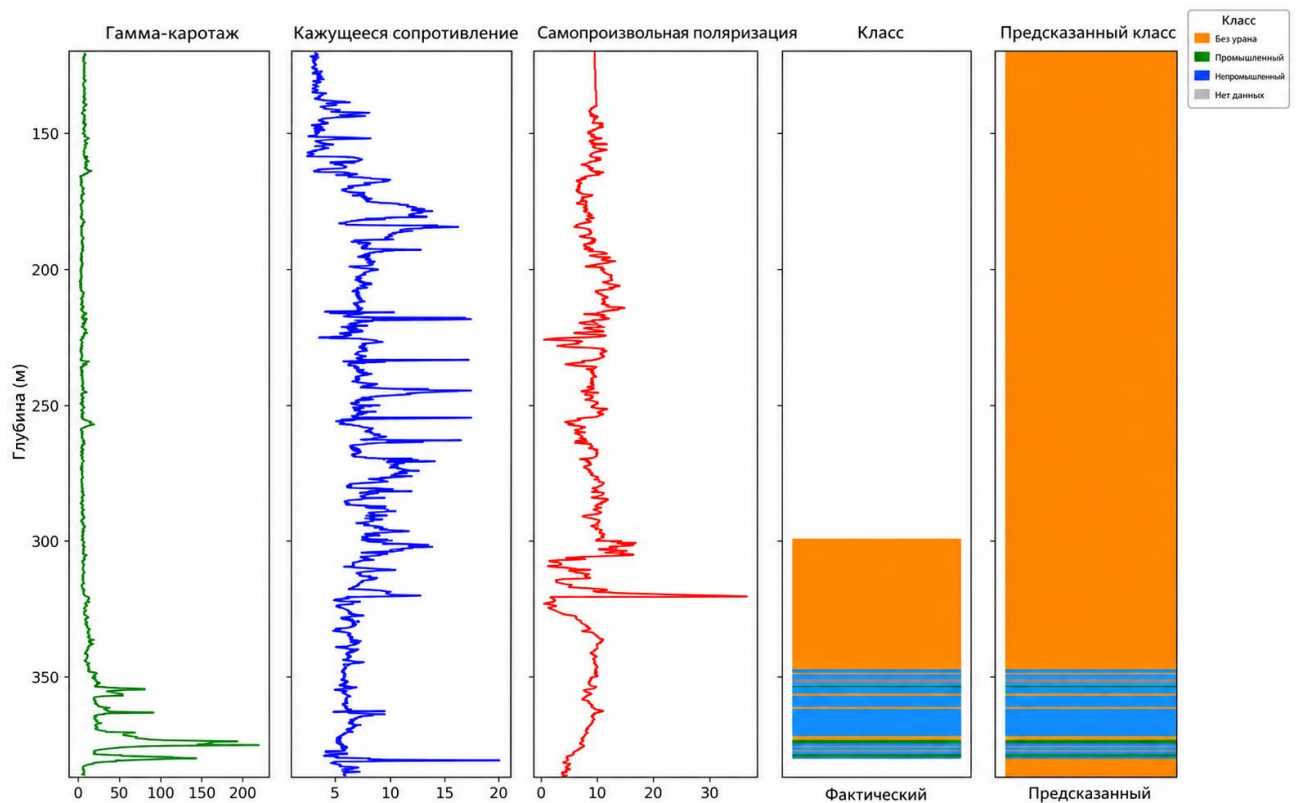 Гамма-каротаж
Кажущееся сопротивление
Самопроизвольная поляризация
Класс
Предсказанный класс
Класс
Без урана
Промышленный
Непромышленный
Нет данных
Глубина (м)
150
200
250
300
350
0 50 100 150 200
5 10 15 20
0 10 20 30
Фактический
Предсказанный